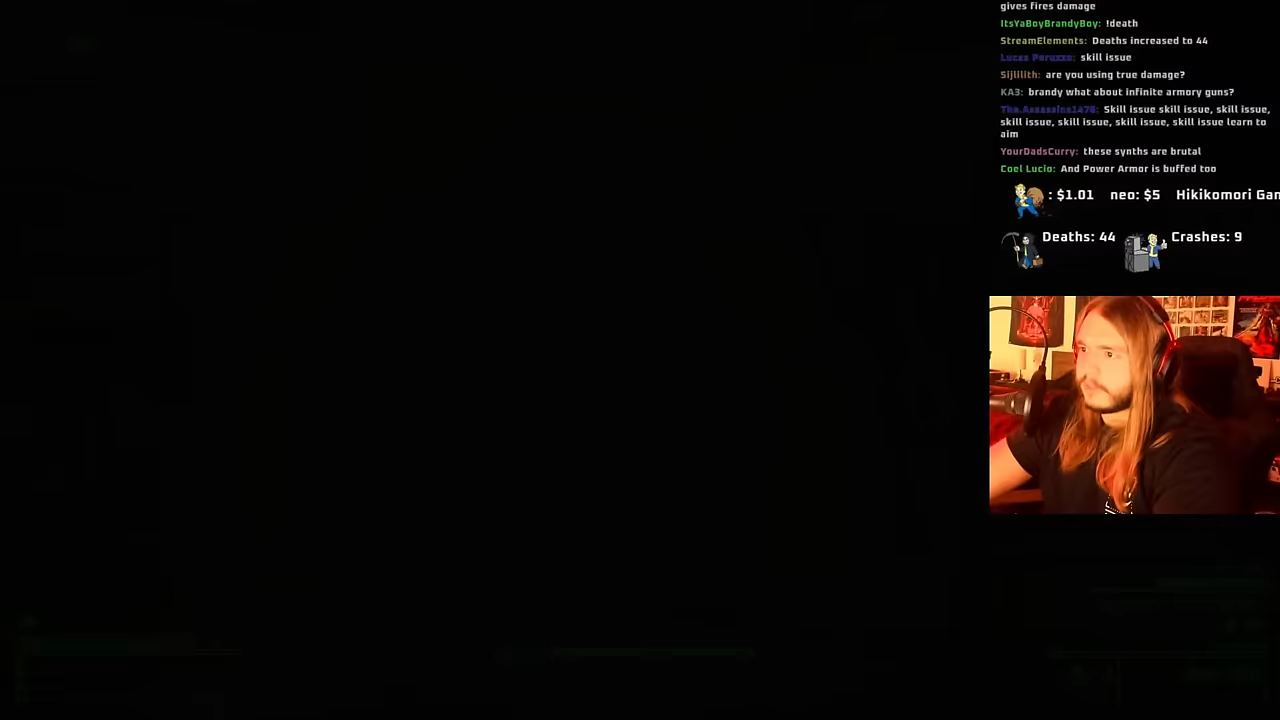 gives fires damage
ItsYaBoyBrandyBoy: !death
StreamElements: Deaths increased to 44
Lucas Peruzzo: skill issue
Sijlilith: are you using true damage?
KA3: brandy what about infinite armory guns?
Skill issue skill issue, skill issue,
skill issue, skill issue, skill issue, skill issue learn to
aim
YourDadsCurry: these synths are brutal
Coel Lucio: And Power Armor is buffed too
: $1.01 neo: $5 Hikikomori Gam
Deaths: 44 Crashes: 9